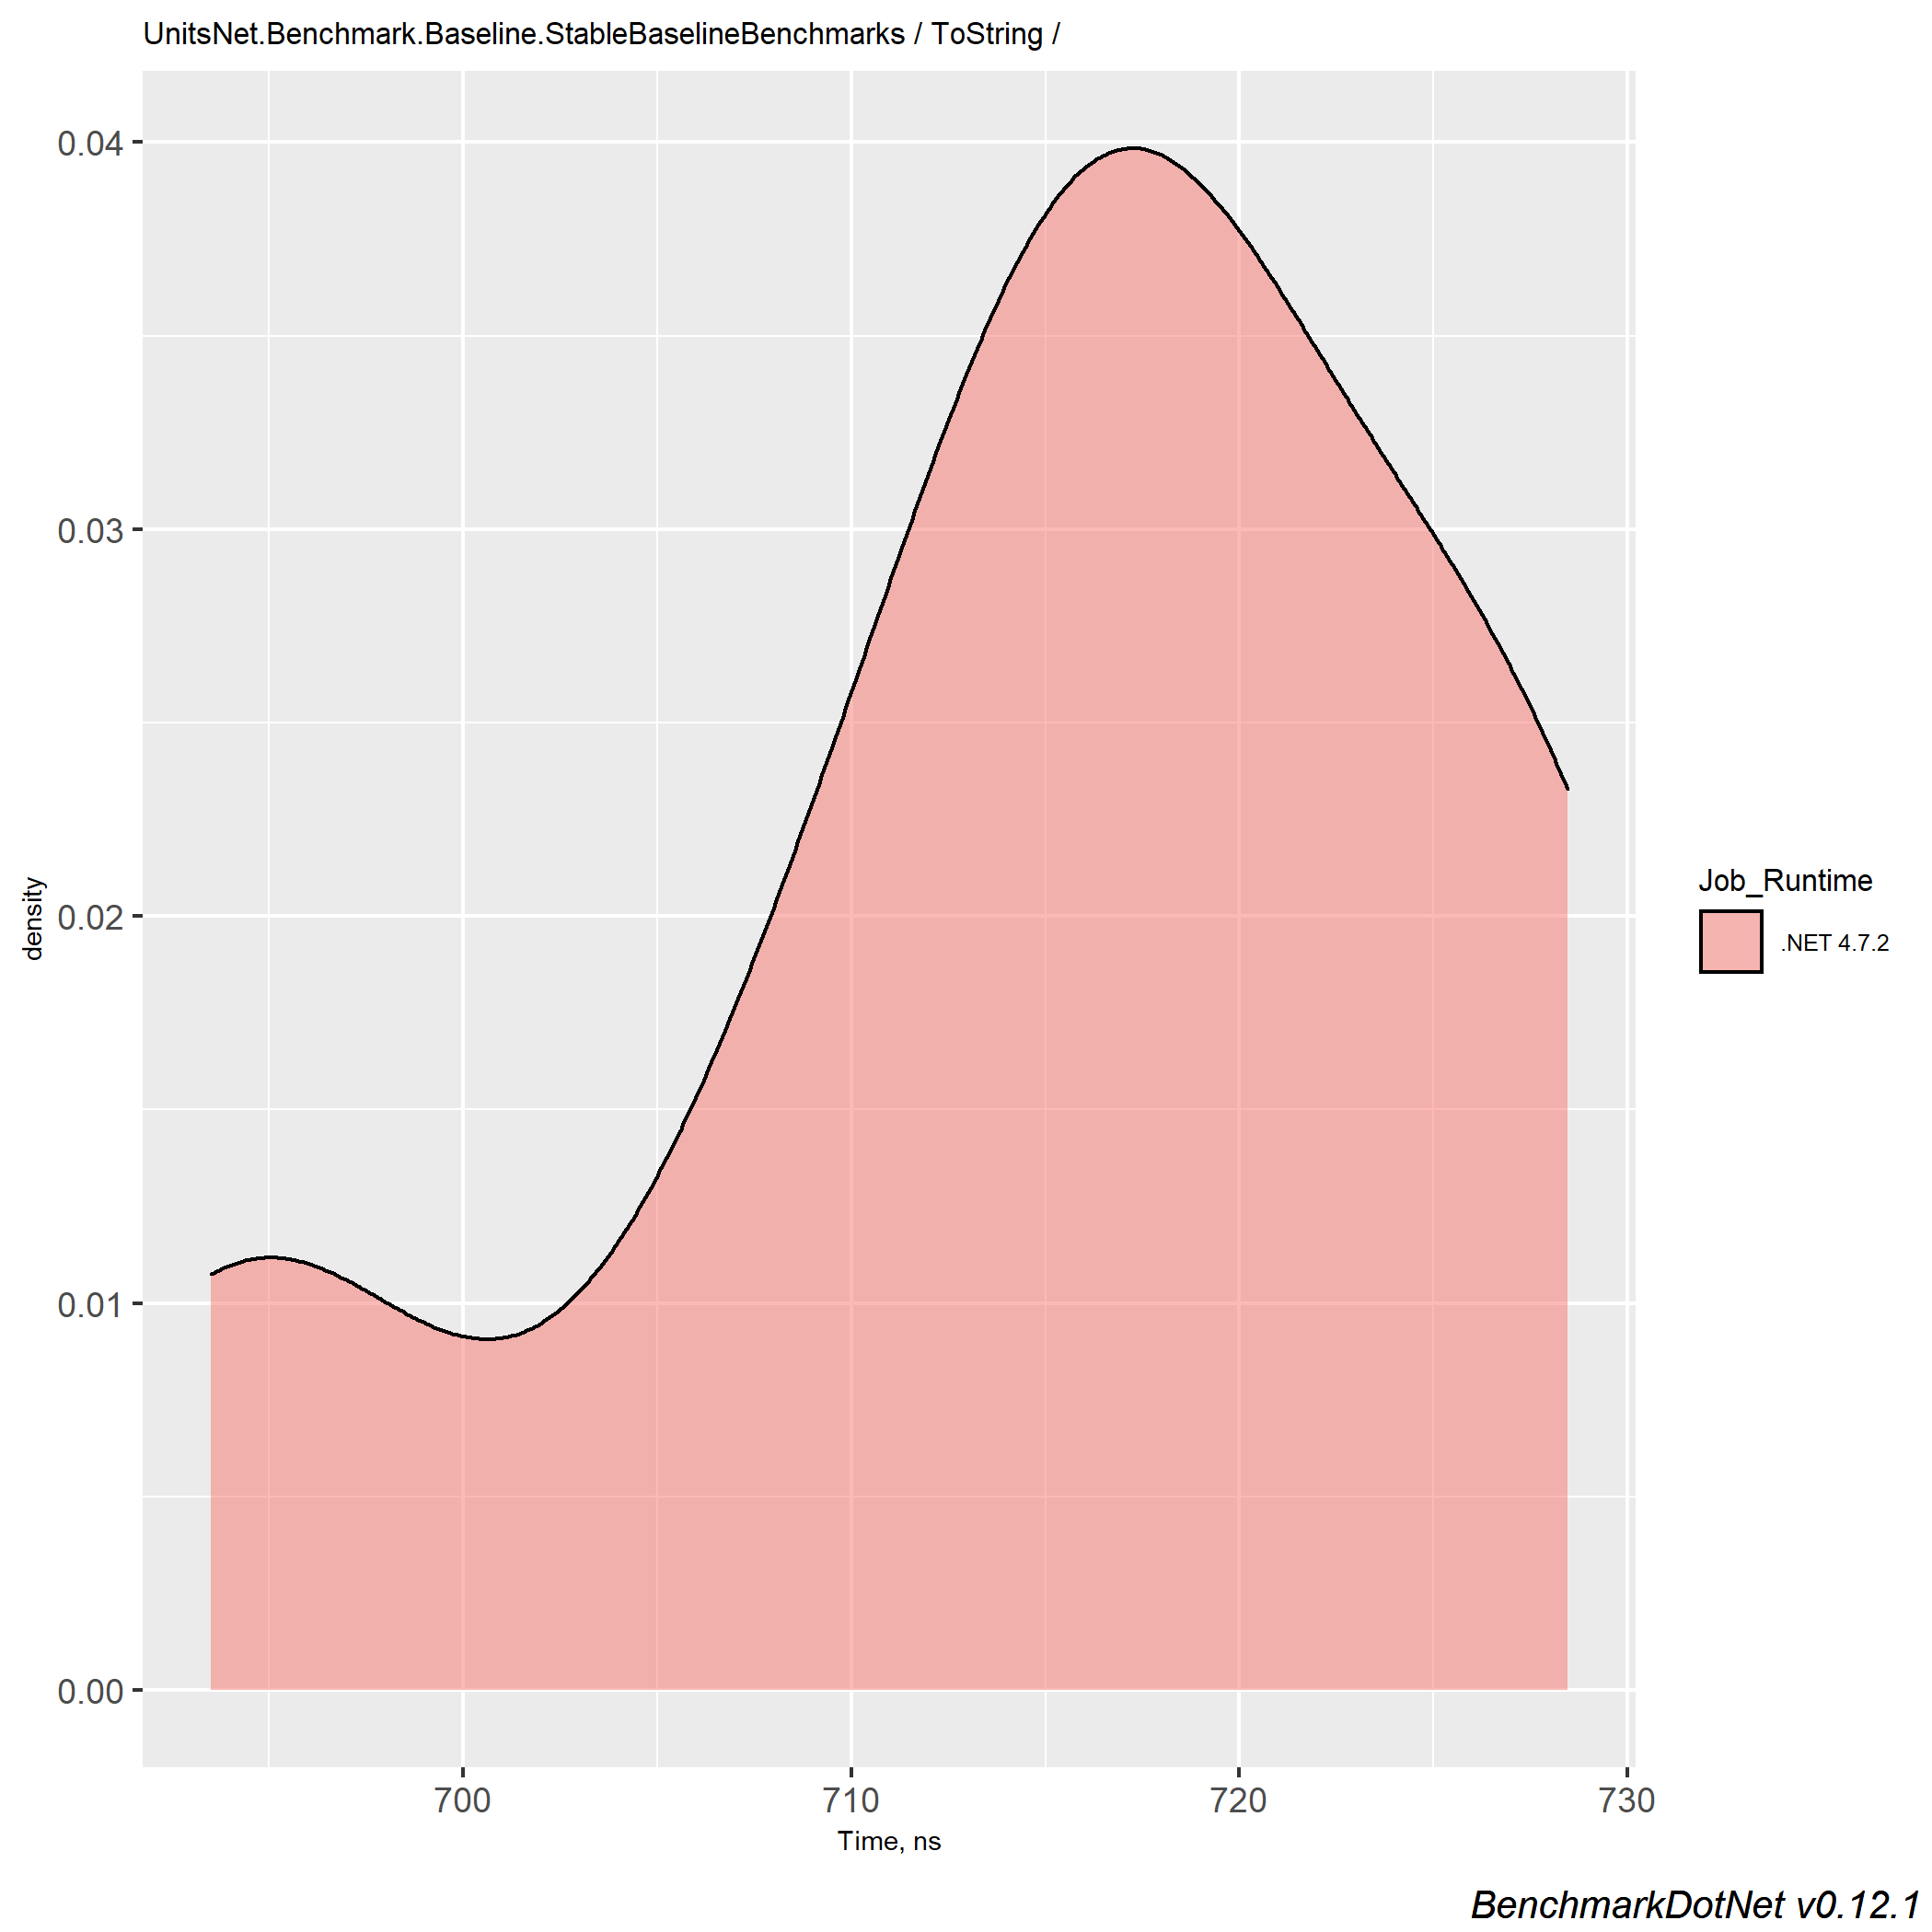 UnitsNet.Benchmark.Baseline.StableBaselineBenchmarks / ToString /
0.04
0.03
0.02
0.01
0.00
density
700 710 720 730
Time, ns
Job_Runtime
.NET 4.7.2
BenchmarkDotNet v0.12.1